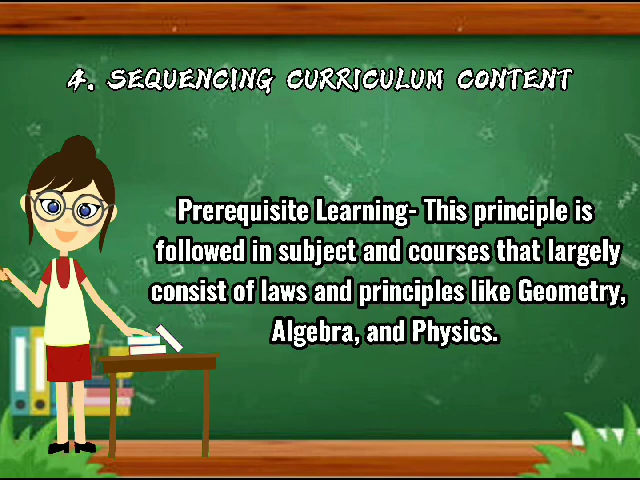 4. SEQUENCING CURRICULUM CONTENT
Prerequisite Learning- This principle is
followed in subject and courses that largely
consist of laws and principles like Geometry,
Algebra, and Physics.